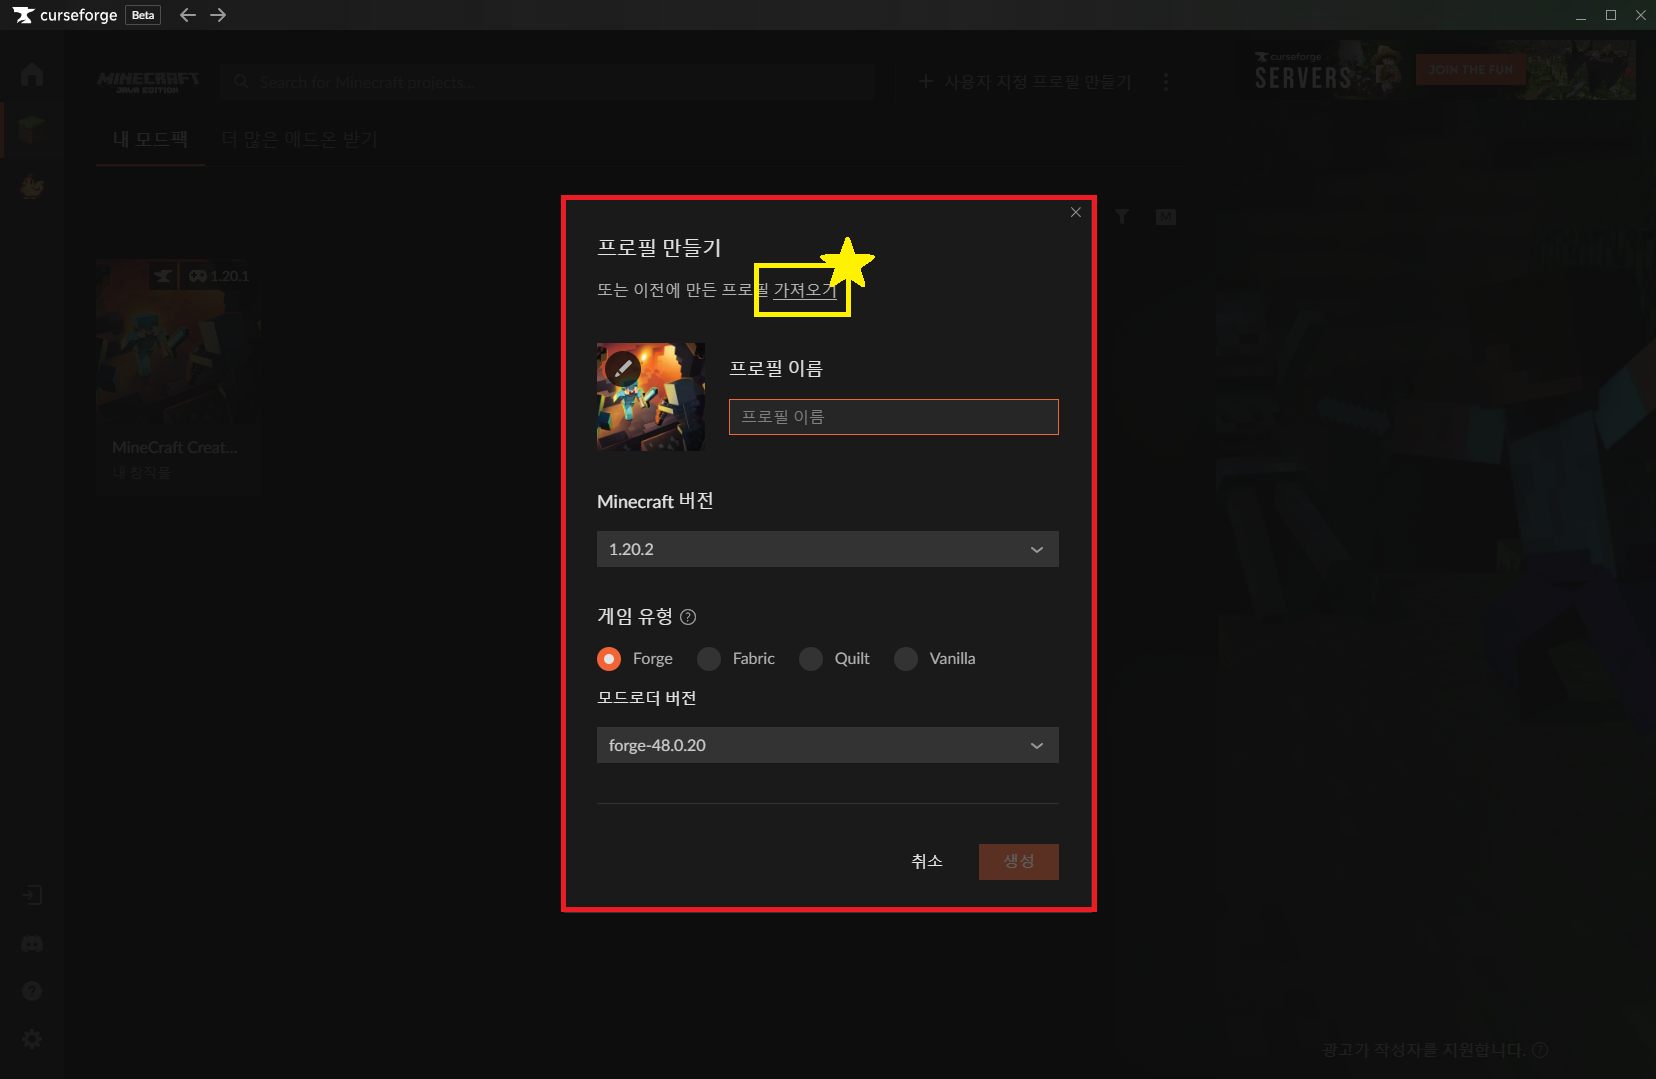 curseforge Beta
MINECRAFT
JAVA EDITION
Search for Minecraft projects...
사용자 지정 프로필 만들기
curseforge
SERVERS
JOIN THE FUN
내 모드팩
더 많은 애드온 받기
M
프로필 만들기
또는 이전에 만든 프로필 가져오기
1.20.1
프로필 이름
프로필 이름
MineCraft Creat...
내 창작물
Minecraft 버전
1.20.2
게임 유형 ?
Forge
Fabric
Quilt
Vanilla
모드로더 버전
forge-48.0.20
취소
생성
광고가 작성자를 지원합니다. ?